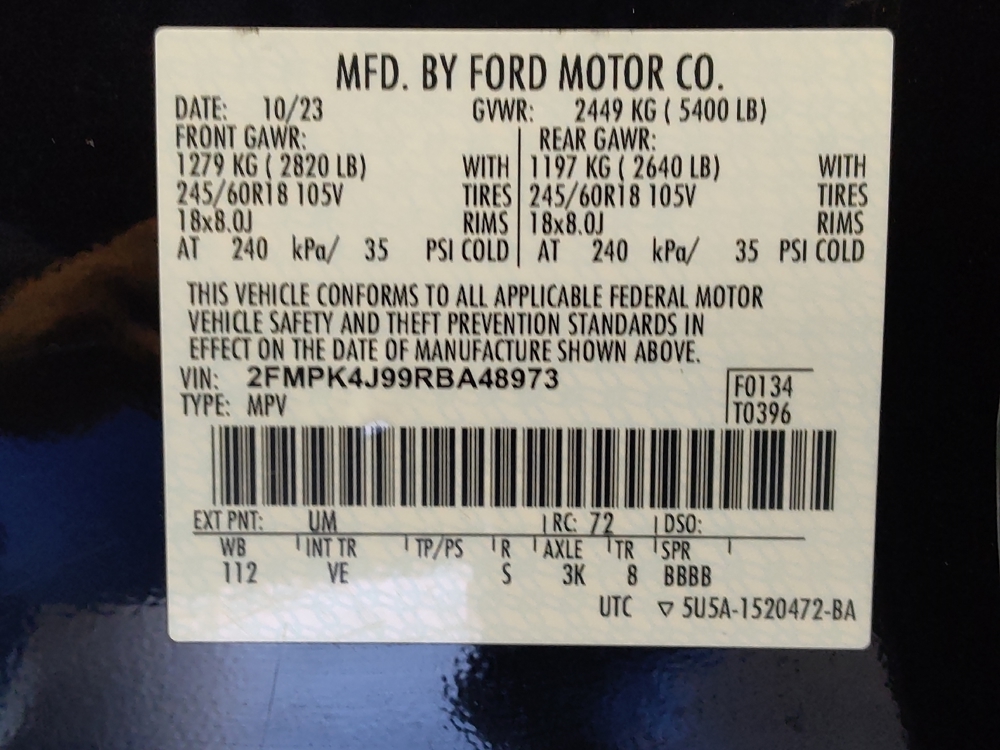 MFD. BY FORD MOTOR CO.
DATE: 10/23 GVWR: 2449 KG ( 5400 LB)
FRONT GAWR: REAR GAWR:
1279 KG ( 2820 LB) WITH 1197 KG ( 2640 LB) WITH
245/60R18 105V TIRES 245/60R18 105V TIRES
18x8.0J RIMS 18x8.0J RIMS
AT 240 kPa/ 35 PSI COLD AT 240 kPa/ 35 PSI COLD
THIS VEHICLE CONFORMS TO ALL APPLICABLE FEDERAL MOTOR
VEHICLE SAFETY AND THEFT PREVENTION STANDARDS IN
EFFECT ON THE DATE OF MANUFACTURE SHOWN ABOVE.
VIN: 2FMPK4J99RBA48973 F0134
TYPE: MPV T0396
EXT PNT: UM RC: 72 DSO:
WB INT TR TP/PS R AXLE TR SPR
112 VE S 3K 8 BBBB
UTC ▽ 5U5A-1520472-BA